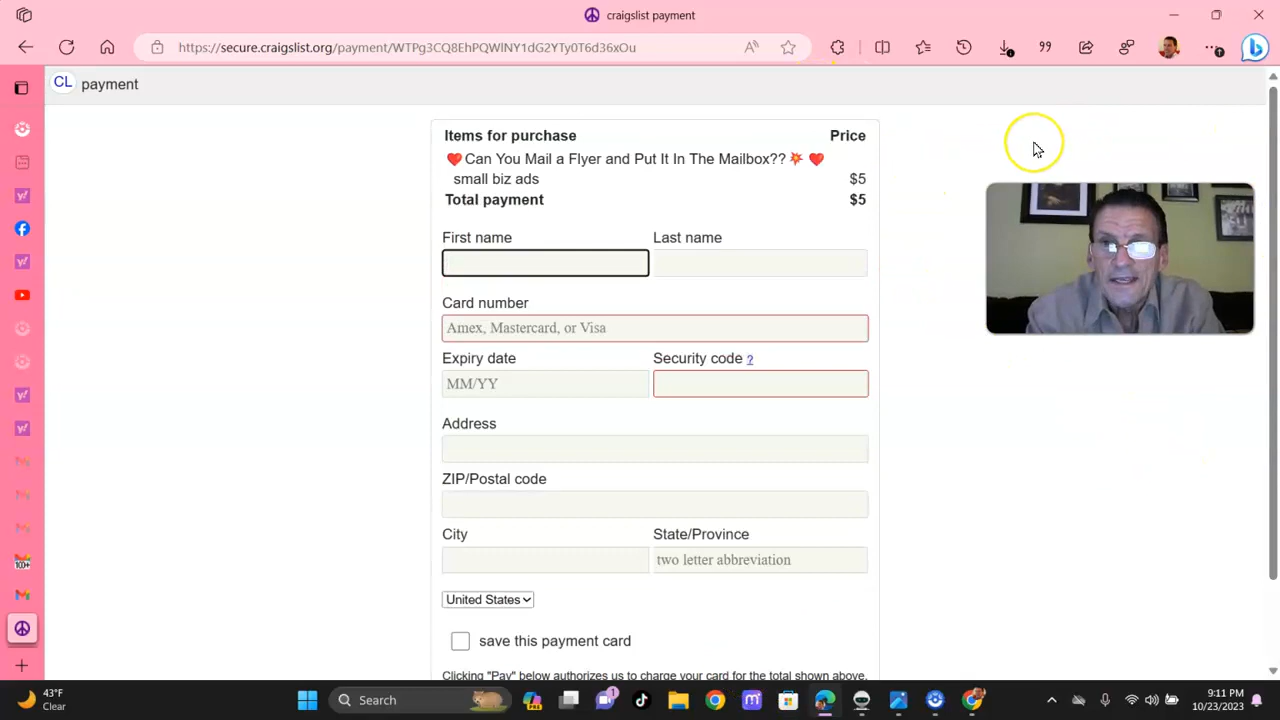 craigslist payment
https://secure.craigslist.org/payment/WTPg3CQ8EhPQWlNY1dG2YTy0T6d36xOu
CL payment
Items for purchase Price
❤️Can You Mail a Flyer and Put It In The Mailbox??💥 ❤️
small biz ads $5
Total payment $5
First name Last name
Card number
Amex, Mastercard, or Visa
Expiry date Security code ?
MM/YY
Address
ZIP/Postal code
City State/Province
two letter abbreviation
United States
save this payment card
Clicking "Pay" below authorizes us to charge your card for the total shown above.
43°F
Clear
Search
9:11 PM
10/23/2023